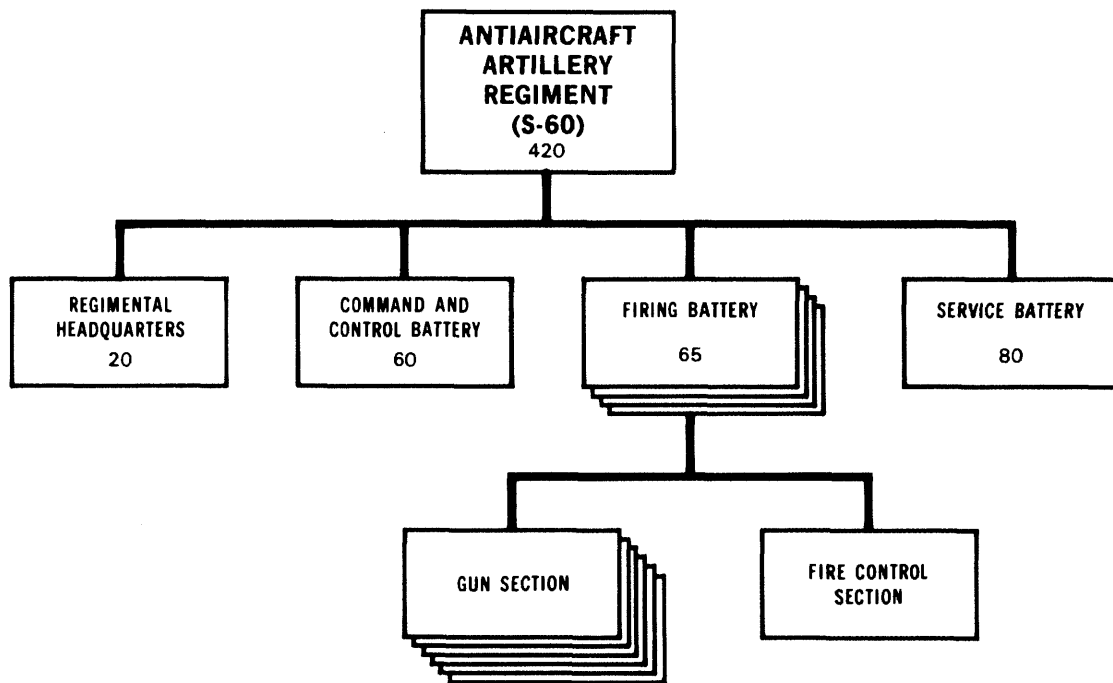 ANTIAIRCRAFT
ARTILLERY
REGIMENT
(S-60)
420
REGIMENTAL
HEADQUARTERS
20
COMMAND AND
CONTROL BATTERY
60
FIRING BATTERY
65
SERVICE BATTERY
80
GUN SECTION
FIRE CONTROL
SECTION